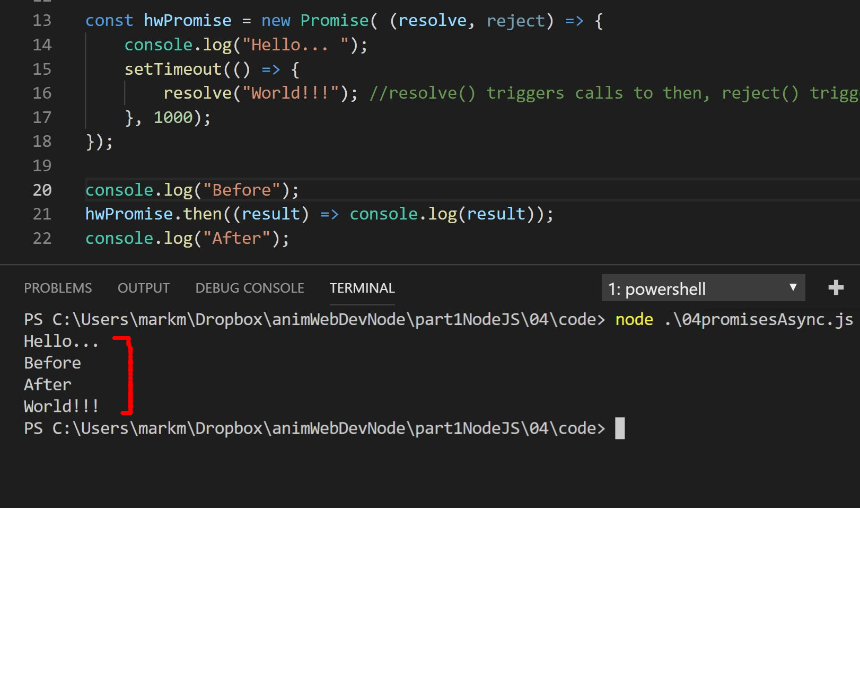 13 const hwPromise = new Promise( (resolve, reject) => {
14 console.log("Hello... ");
15 setTimeout(() => {
16 resolve("World!!!"); //resolve() triggers calls to then, reject() trigg
17 }, 1000);
18 });
19
20 console.log("Before");
21 hwPromise.then((result) => console.log(result));
22 console.log("After");
PROBLEMS OUTPUT DEBUG CONSOLE TERMINAL 1: powershell
PS C:\Users\markm\Dropbox\animWebDevNode\part1NodeJS\04\code> node .\04promisesAsync.js
Hello...
Before
After
World!!!
PS C:\Users\markm\Dropbox\animWebDevNode\part1NodeJS\04\code>